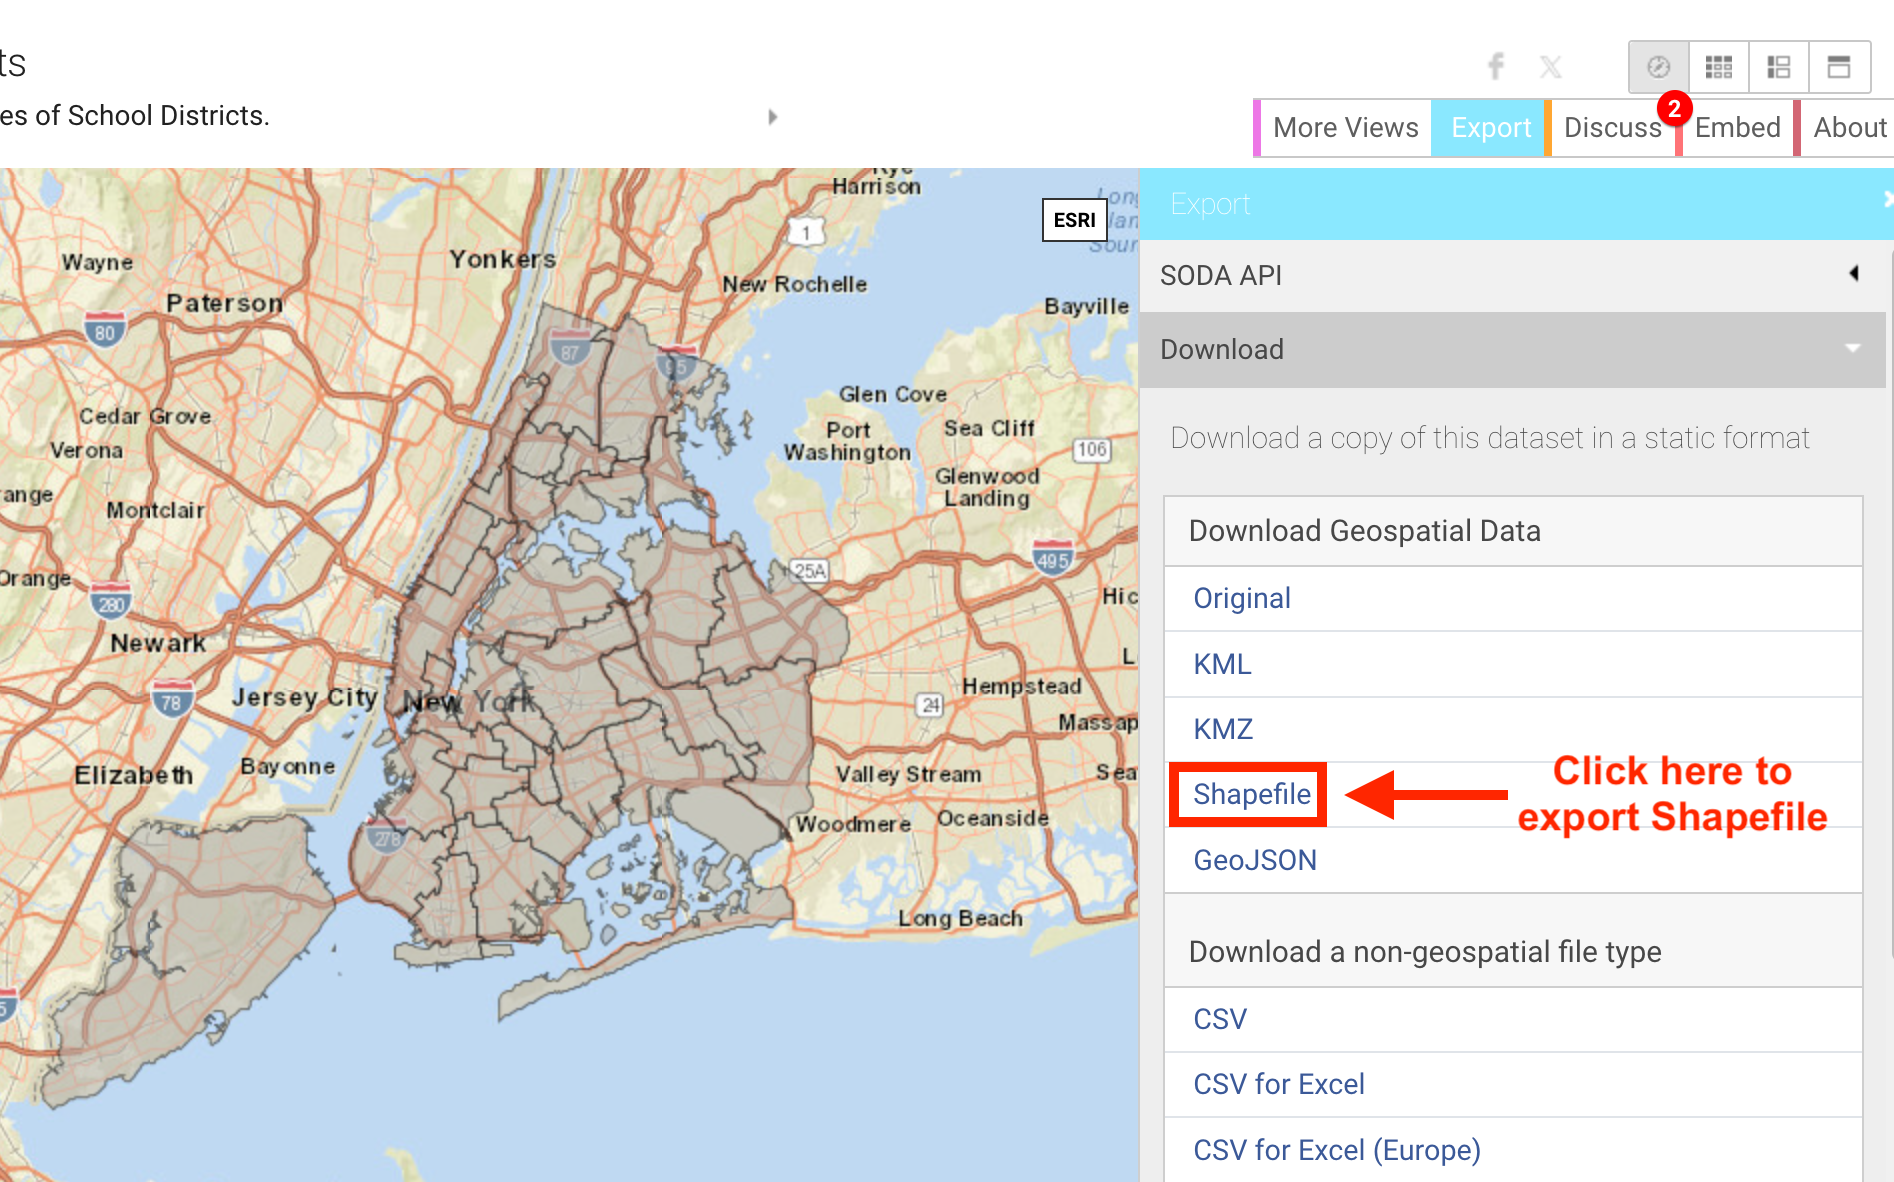 ts
es of School Districts.
More Views
Export
Discuss
2
Embed
About
ESRI
Export
SODA API
Download
Download a copy of this dataset in a static format
Download Geospatial Data
Original
KML
KMZ
Shapefile
Click here to
export Shapefile
GeoJSON
Download a non-geospatial file type
CSV
CSV for Excel
CSV for Excel (Europe)
Rye
Harrison
1
Yonkers
Wayne
New Rochelle
Paterson
Bayville
80
87
95
Glen Cove
Cedar Grove
Port
Washington
Sea Cliff
106
Verona
Glenwood
Landing
ange
Montclair
495
25A
Orange
280
Hic
Newark
L
Hempstead
78
Jersey City
New York
24
Massap
Elizabeth
Bayonne
Valley Stream
Sea
Woodmere
Oceanside
278
Long Beach
5